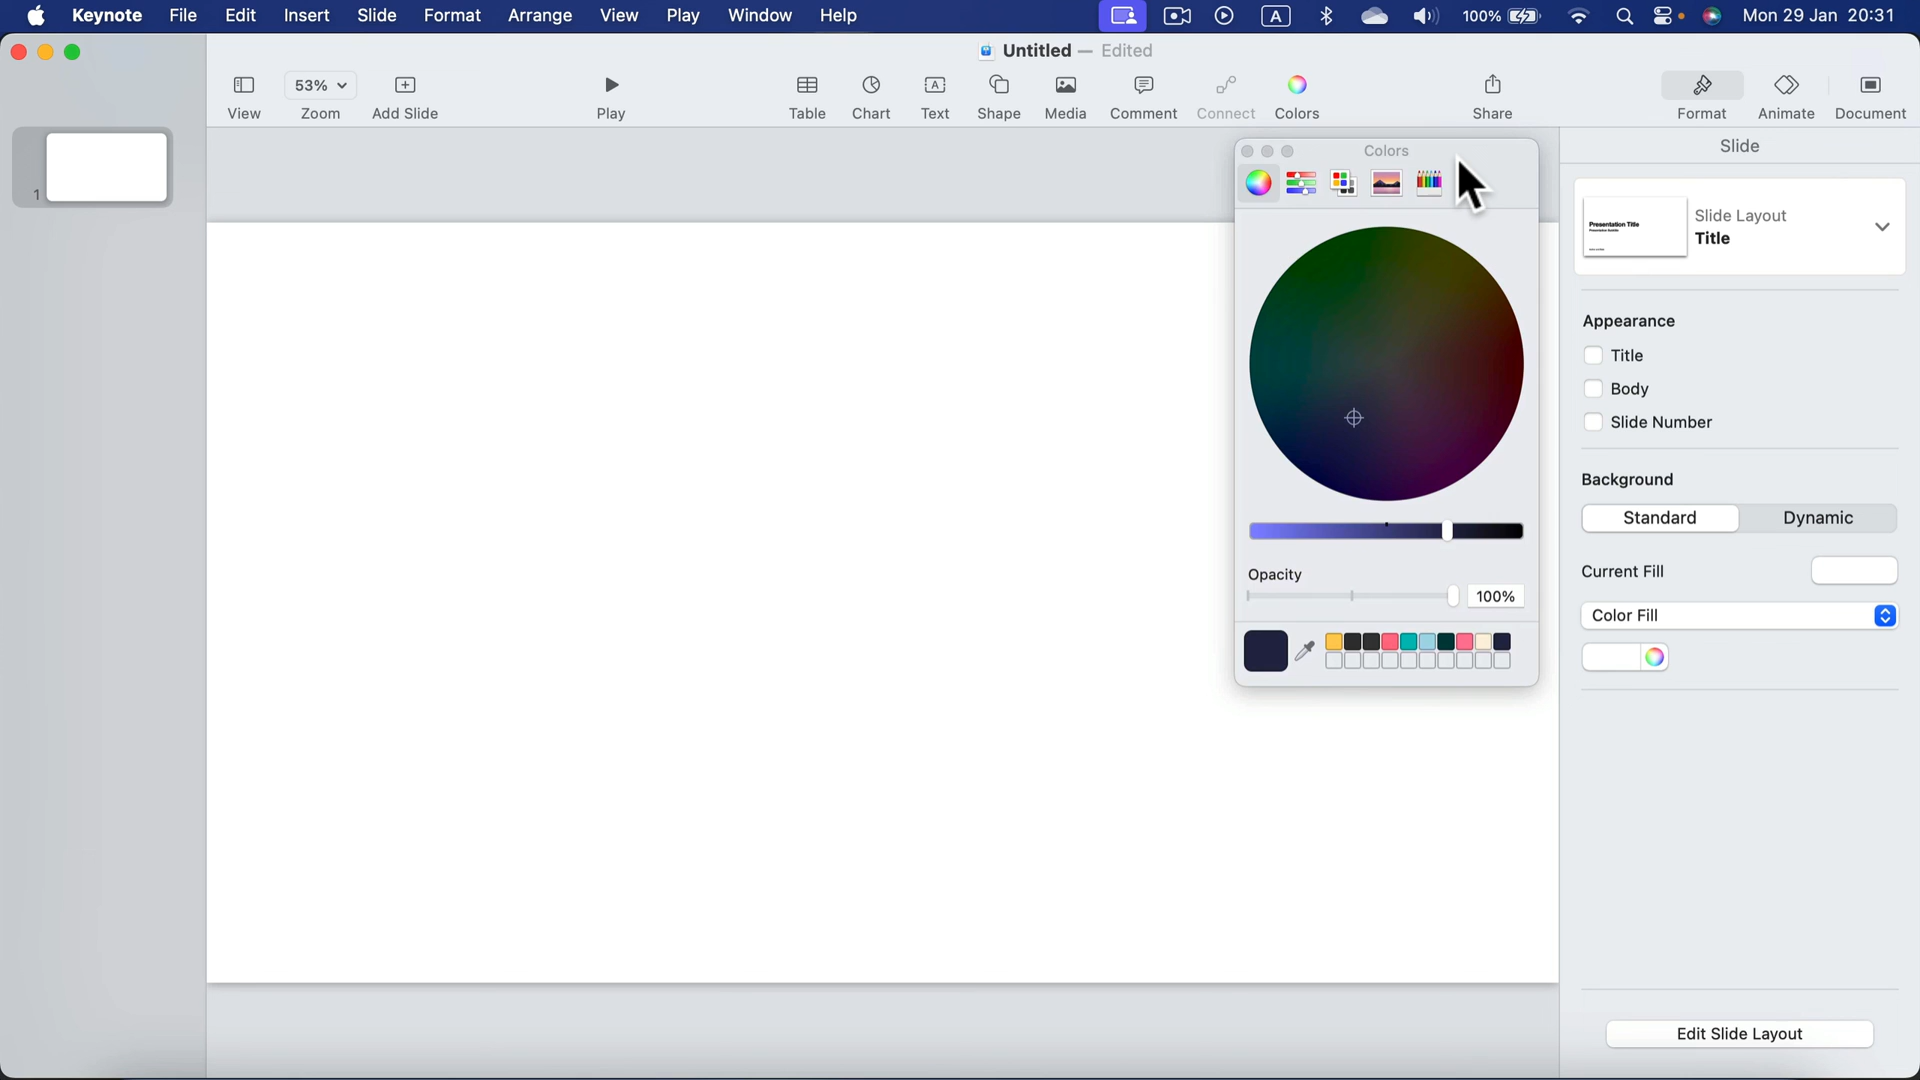 Keynote File Edit Insert Slide Format Arrange View Play Window Help A 100% Mon 29 Jan 20:31
Untitled — Edited
53%
View Zoom Add Slide Play Table Chart Text Shape Media Comment Connect Colors Share Format Animate Document
Slide
1
Colors
Slide Layout
Title
Appearance
Title
Body
Slide Number
Background
Standard Dynamic
Current Fill
Color Fill
Opacity
100%
Edit Slide Layout